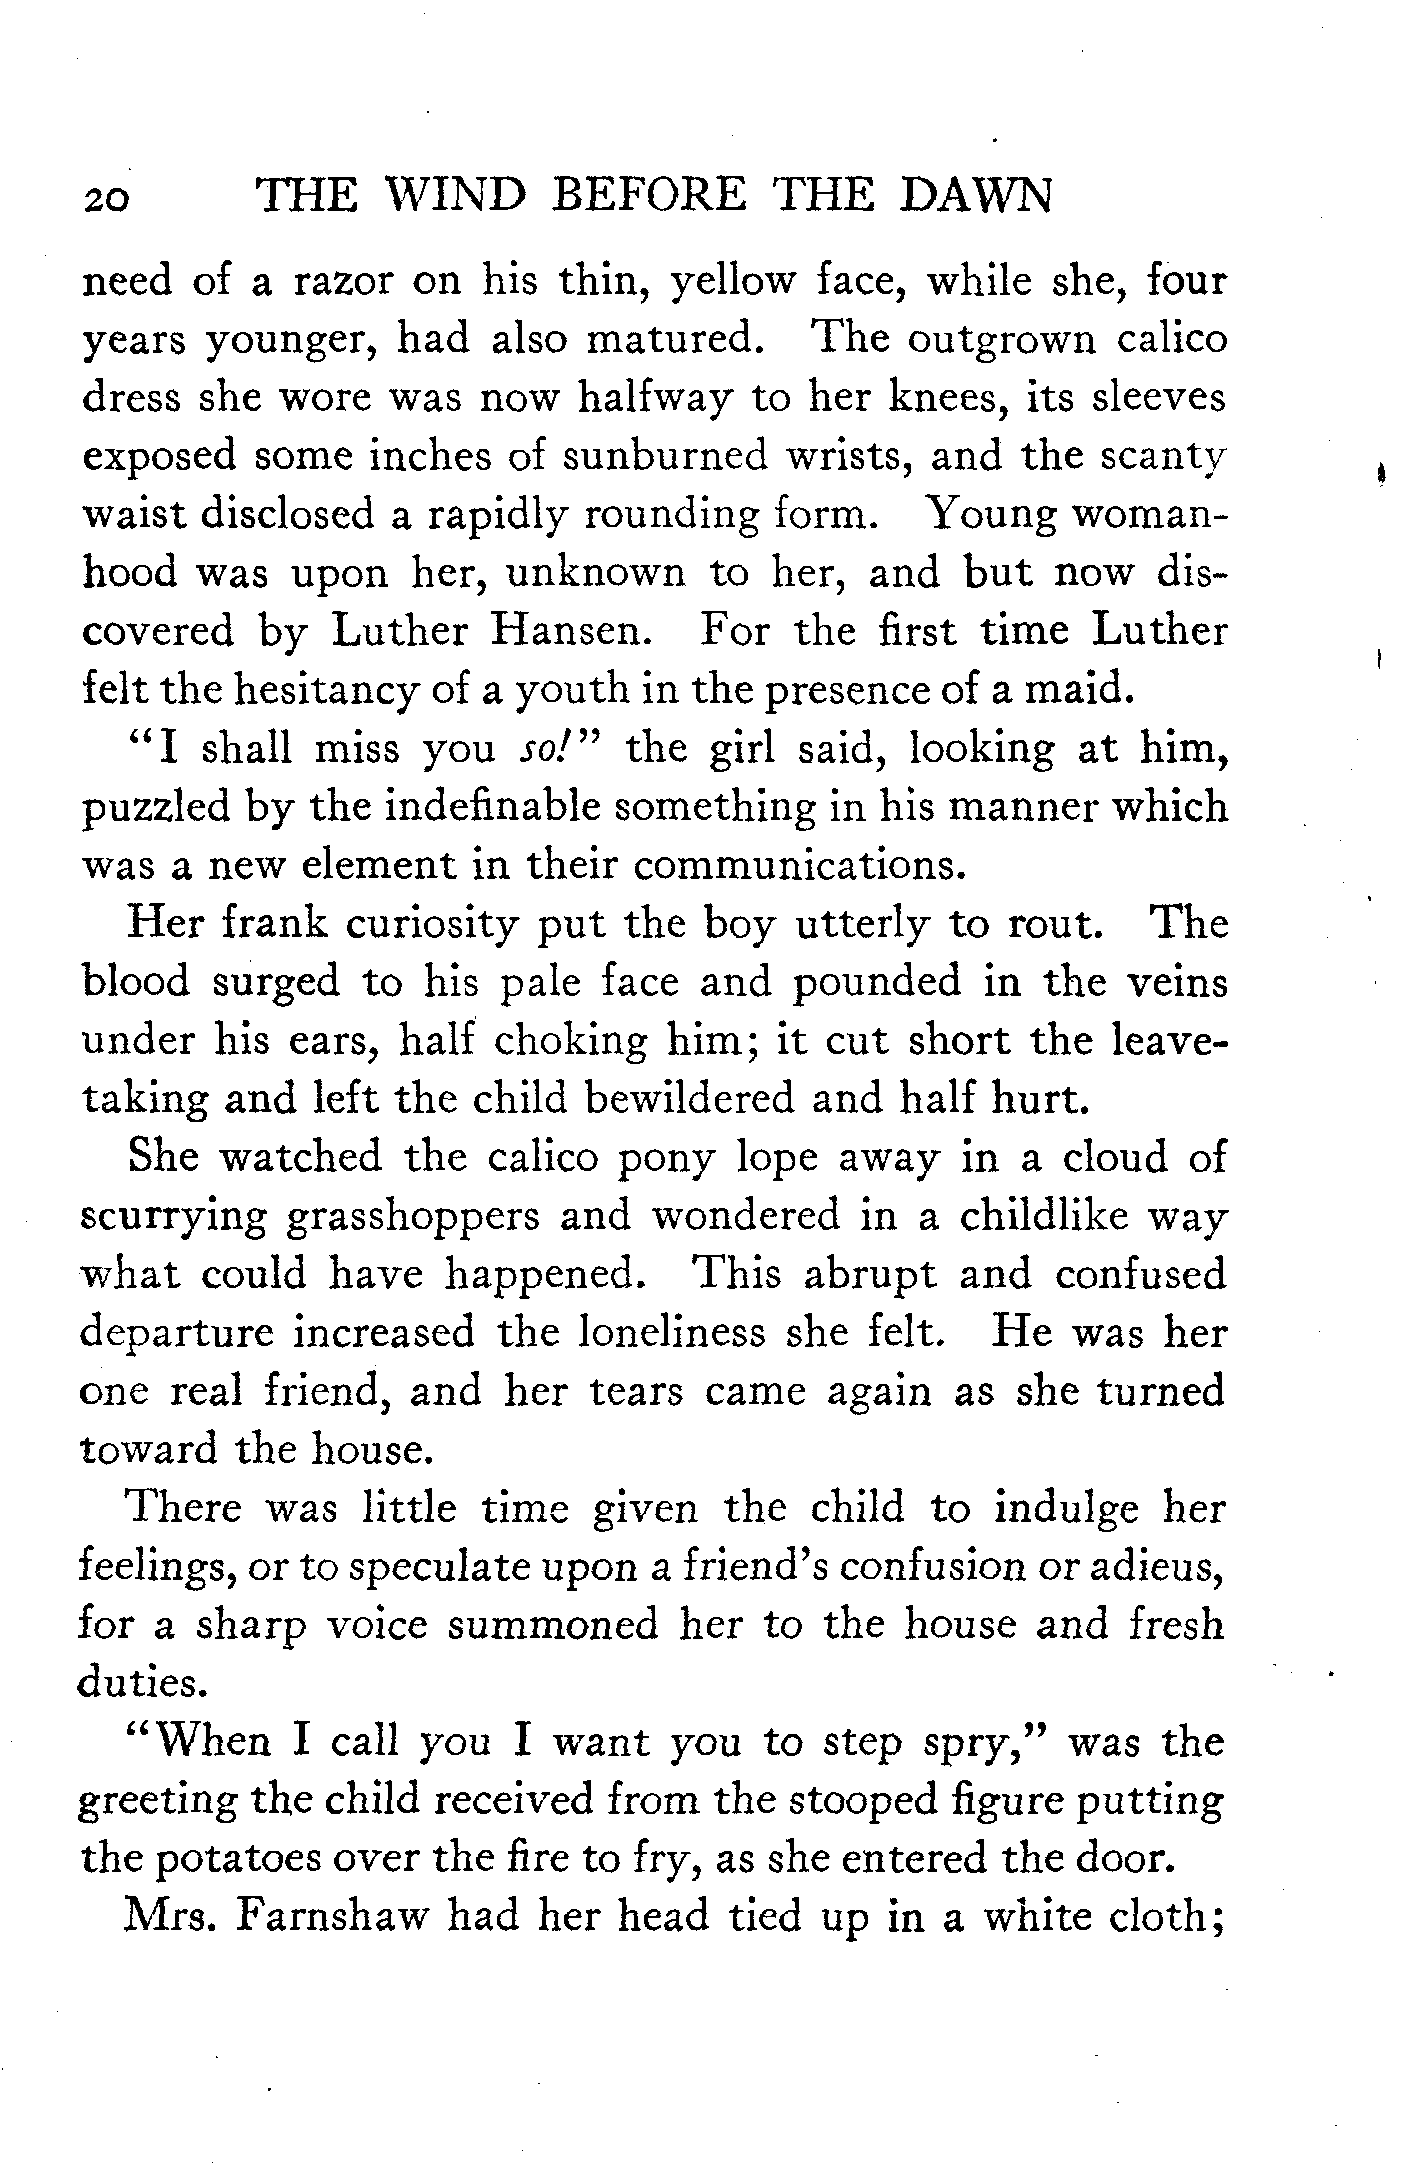 20 THE WIND BEFORE THE DAWN
need of a razor on his thin, yellow face, while she, four
years younger, had also matured. The outgrown calico
dress she wore was now halfway to her knees, its sleeves
exposed some inches of sunburned wrists, and the scanty
waist disclosed a rapidly rounding form. Young woman-
hood was upon her, unknown to her, and but now dis-
covered by Luther Hansen. For the first time Luther
felt the hesitancy of a youth in the presence of a maid.
"I shall miss you so!" the girl said, looking at him,
puzzled by the indefinable something in his manner which
was a new element in their communications.
Her frank curiosity put the boy utterly to rout. The
blood surged to his pale face and pounded in the veins
under his ears, half choking him; it cut short the leave-
taking and left the child bewildered and half hurt.
She watched the calico pony lope away in a cloud of
scurrying grasshoppers and wondered in a childlike way
what could have happened. This abrupt and confused
departure increased the loneliness she felt. He was her
one real friend, and her tears came again as she turned
toward the house.
There was little time given the child to indulge her
feelings, or to speculate upon a friend's confusion or adieus,
for a sharp voice summoned her to the house and fresh
duties.
"When I call you I want you to step spry," was the
greeting the child received from the stooped figure putting
the potatoes over the fire to fry, as she entered the door.
Mrs. Farnshaw had her head tied up in a white cloth;